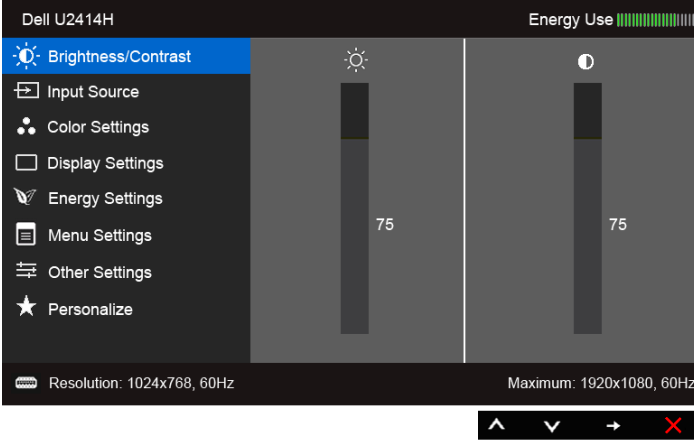 Dell U2414H
Energy Use
Brightness/Contrast
Input Source
Color Settings
Display Settings
Energy Settings
Menu Settings
Other Settings
Personalize
75
75
Resolution: 1024x768, 60Hz
Maximum: 1920x1080, 60Hz